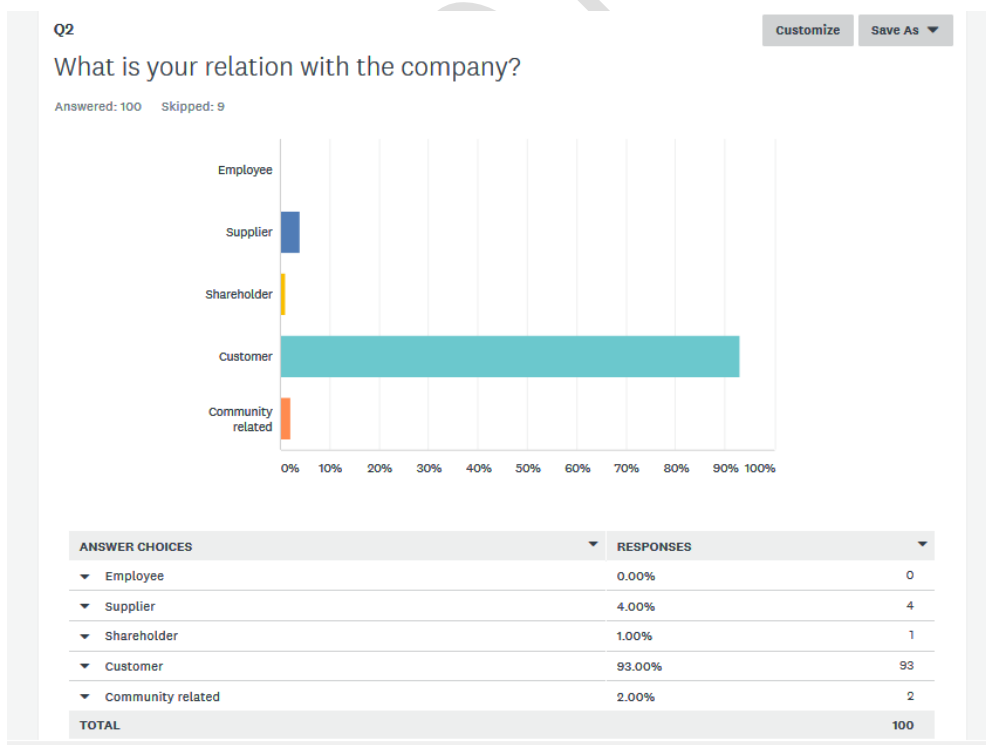 Q2
Customize Save As
What is your relation with the company?
Answered: 100 Skipped: 9
Employee
Supplier
Shareholder
Customer
Community
related
0% 10% 20% 30% 40% 50% 60% 70% 80% 90% 100%
ANSWER CHOICES RESPONSES
Employee 0.00% 0
Supplier 4.00% 4
Shareholder 1.00% 1
Customer 93.00% 93
Community related 2.00% 2
TOTAL 100